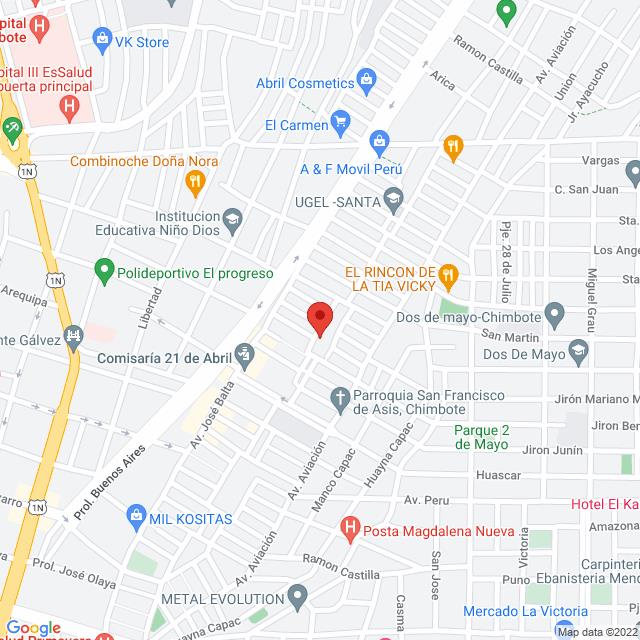 pital
bote
VK Store
Ramon Castilla
Av. Aviación
Union
Jr. Ayacucho
pital III EsSalud
puerta principal
Abril Cosmetics
Arica
El Carmen
1N
Combinoche Doña Nora
A & F Movil Perú
Vargas
C. San Juan
UGEL -SANTA
Institucion
Educativa Niño Dios
Pje. 28 de Julio
Sta.
Los Ange
1N
Polideportivo El progreso
EL RINCON DE
LA TIA VICKY
Miguel Grau
Sta.
Arequipa
Libertad
Dos de mayo-Chimbote
San Martin
nte Gálvez
Comisaría 21 de Abril
Dos De Mayo
Av. José Balta
Parroquia San Francisco
de Asis, Chimbote
Jirón Mariano M
Jiron Ber
Parque 2
de Mayo
Jiron Junín
Prol. Buenos Aires
Av. Aviación
Manco Capac
Huayna Capac
Huascar
Av. Peru
1N
arro
MIL KOSITAS
Hotel El Ka
Posta Magdalena Nueva
Amazona
Victoria
Prol. José Olaya
Av. Aviación
Ramon Castilla
San Jose
Puno
Carpinterí
Ebanisteria Mend
METAL EVOLUTION
Casma
Mercado La Victoria
Huayna Capac
Google
Map data ©2022